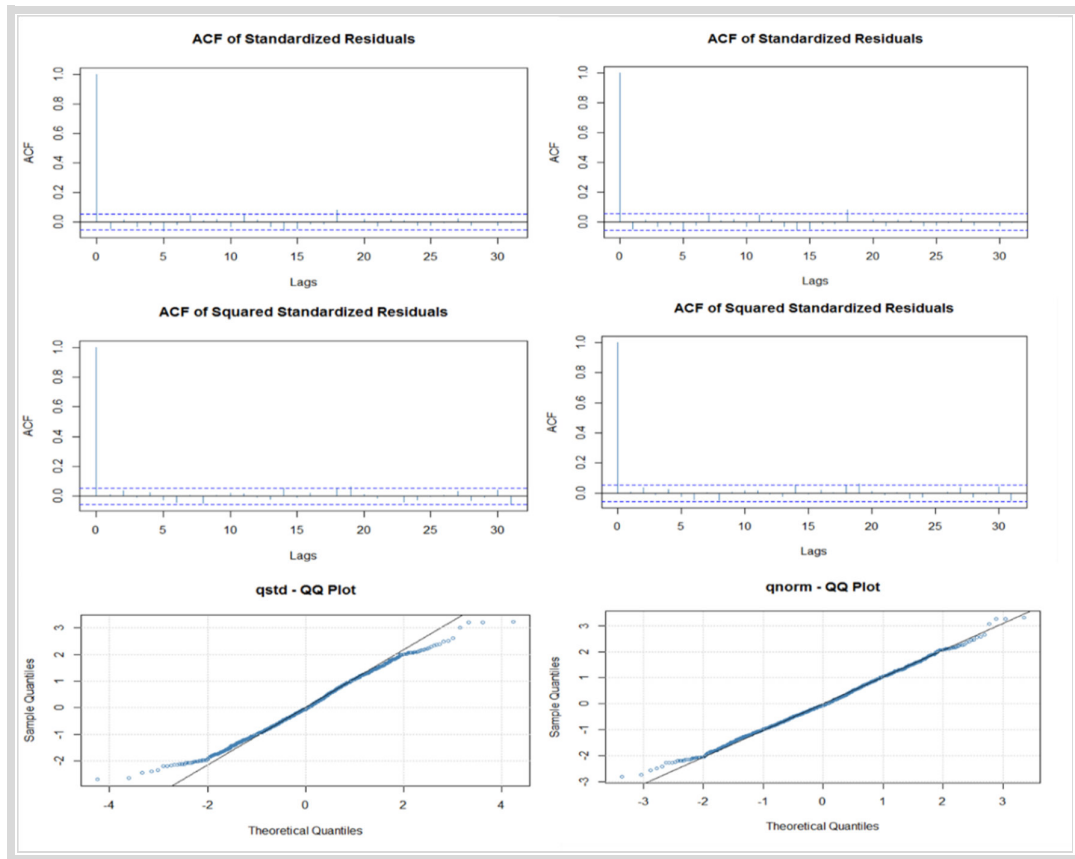 ACF of Standardized Residuals
ACF
1.0
0.8
0.6
0.4
0.2
0.0
0 5 10 15 20 25 30
Lags
ACF of Standardized Residuals
ACF
1.0
0.8
0.6
0.4
0.2
0.0
0 5 10 15 20 25 30
Lags
ACF of Squared Standardized Residuals
ACF
1.0
0.8
0.6
0.4
0.2
0.0
0 5 10 15 20 25 30
Lags
ACF of Squared Standardized Residuals
ACF
1.0
0.8
0.6
0.4
0.2
0.0
0 5 10 15 20 25 30
Lags
qstd - QQ Plot
Sample Quantiles
3
2
1
0
-1
-2
-4 -2 0 2 4
Theoretical Quantiles
qnorm - QQ Plot
Sample Quantiles
3
2
1
0
-1
-2
-3
-3 -2 -1 0 1 2 3
Theoretical Quantiles